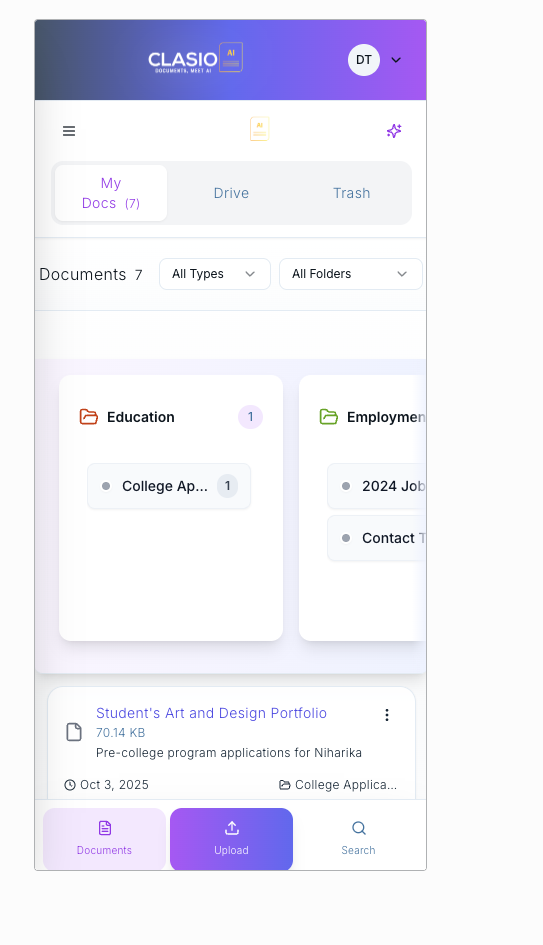 CLASIO
AI
DOCUMENTS, MEET AI
DT
AI
My
Docs (7)
Drive
Trash
Documents 7
All Types
All Folders
Education
1
Employmen
College Ap...
1
2024 Job
Contact T
Student's Art and Design Portfolio
70.14 KB
Pre-college program applications for Niharika
Oct 3, 2025
College Applica...
Documents
Upload
Search